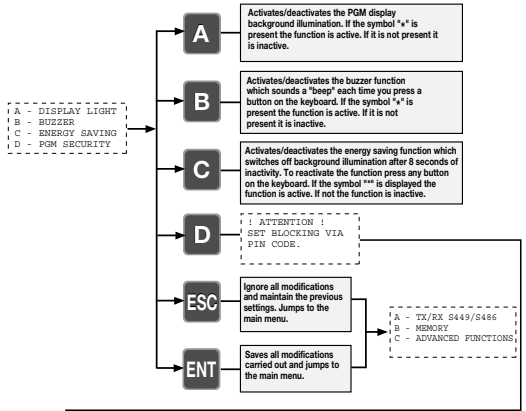 A - DISPLAY LIGHT
B - BUZZER
C - ENERGY SAVING
D - PGM SECURITY
A
Activates/deactivates the PGM display
background illumination. If the symbol "*" is
present the function is active. If it is not present it
is inactive.
B
Activates/deactivates the buzzer function
which sounds a "beep" each time you press a
button on the keyboard. If the symbol "*" is
present the function is active. If it is not
present it is inactive.
C
Activates/deactivates the energy saving function which
switches off background illumination after 8 seconds of
inactivity. To reactivate the function press any button
on the keyboard. If the symbol "*" is displayed the
function is active. If not the function is inactive.
D
! ATTENTION !
SET BLOCKING VIA
PIN CODE.
ESC
Ignore all modifications
and maintain the previous
settings. Jumps to the
main menu.
ENT
Saves all modifications
carried out and jumps to
the main menu.
A - TX/RX S449/S486
B - MEMORY
C - ADVANCED FUNCTIONS